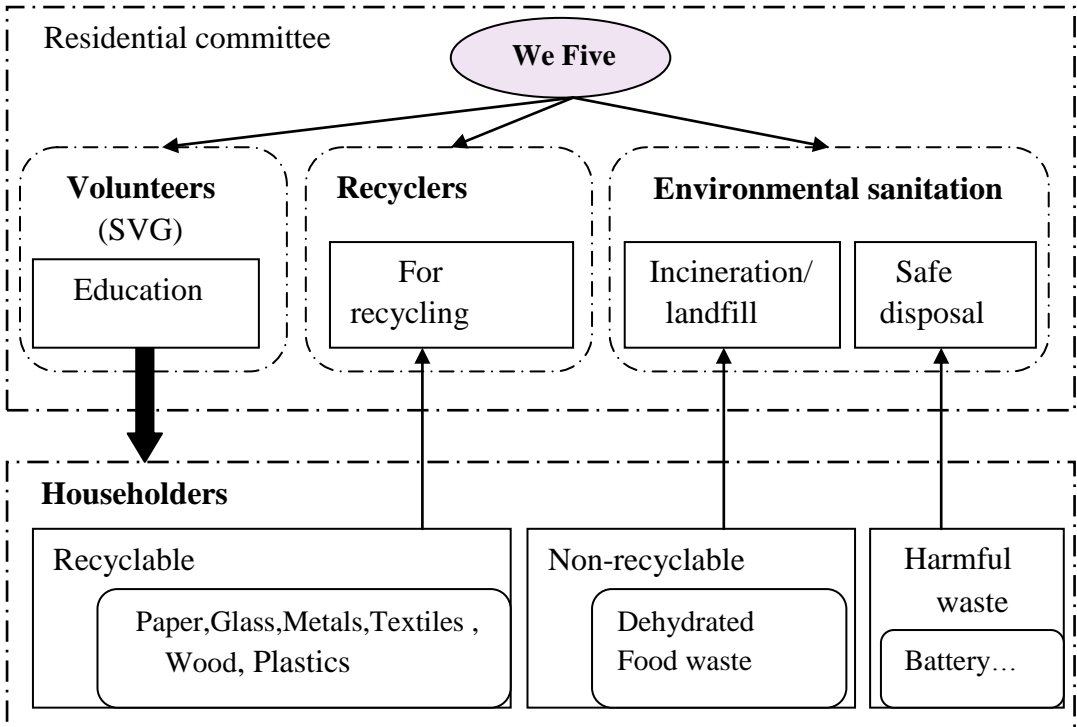 Residential committee
We Five
Volunteers
(SVG)
Education
Recyclers
For
recycling
Environmental sanitation
Incineration/
landfill
Safe
disposal
Householders
Recyclable
Paper,Glass,Metals,Textiles ,
Wood, Plastics
Non-recyclable
Dehydrated
Food waste
Harmful
waste
Battery…